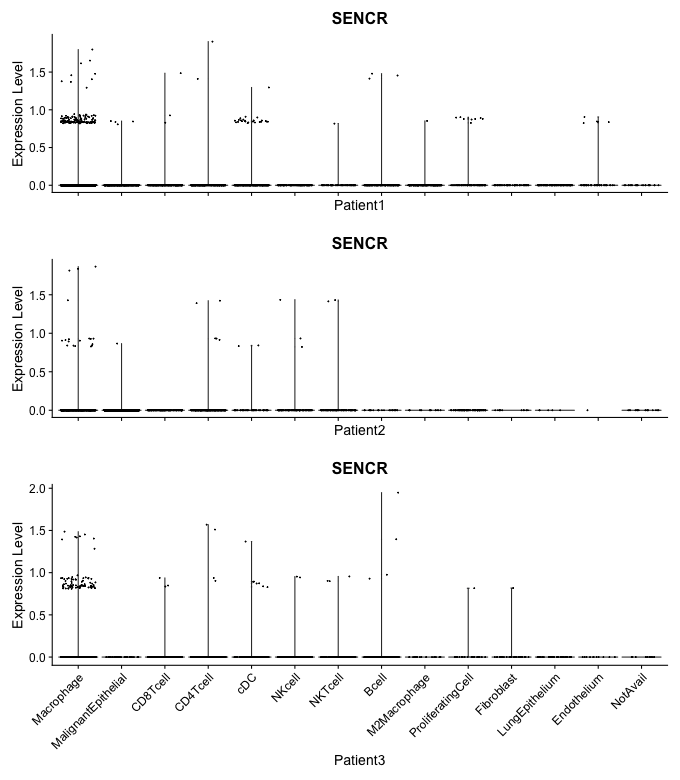 SENCR
Expression Level
1.5
1.0
0.5
0.0
Patient1
SENCR
Expression Level
1.5
1.0
0.5
0.0
Patient2
SENCR
Expression Level
2.0
1.5
1.0
0.5
0.0
Macrophage
MalignantEpithelial
CD8Tcell
CD4Tcell
cDC
NKcell
NKTcell
Bcell
M2Macrophage
ProliferatingCell
Fibroblast
LungEpithelium
Endothelium
NotAvail
Patient3